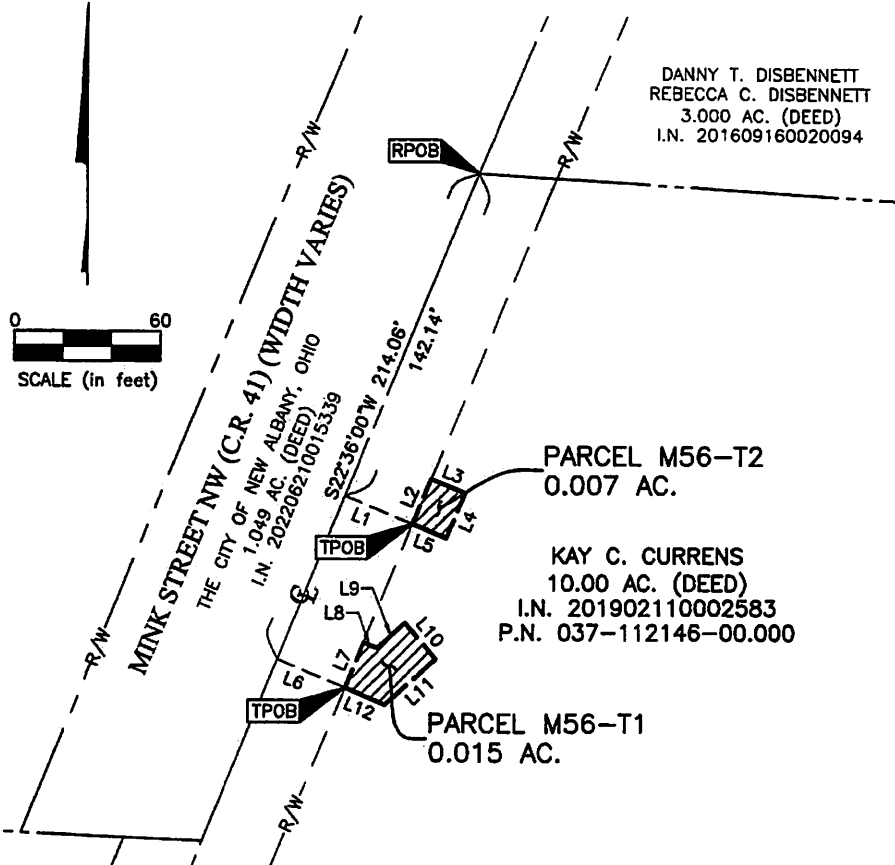 DANNY T. DISBENNETT
REBECCA C. DISBENNETT
3.000 AC. (DEED)
I.N. 201609160020094
R/W
R/W
RPOB
0 60
SCALE (in feet)
MINK STREET NW (C.R. 41) (WIDTH VARIES)
THE CITY OF NEW ALBANY, OHIO
1.049 AC. (DEED)
I.N. 202206210015339
S22°36'00"W 214.06'
142.14'
L3
L2
L4
L1
L5
TPOB
PARCEL M56-T2
0.007 AC.
KAY C. CURRENS
10.00 AC. (DEED)
I.N. 201902110002583
P.N. 037-112146-00.000
CL
L9
L8
L10
L7
R/W
L6
L11
L12
TPOB
PARCEL M56-T1
0.015 AC.
R/W